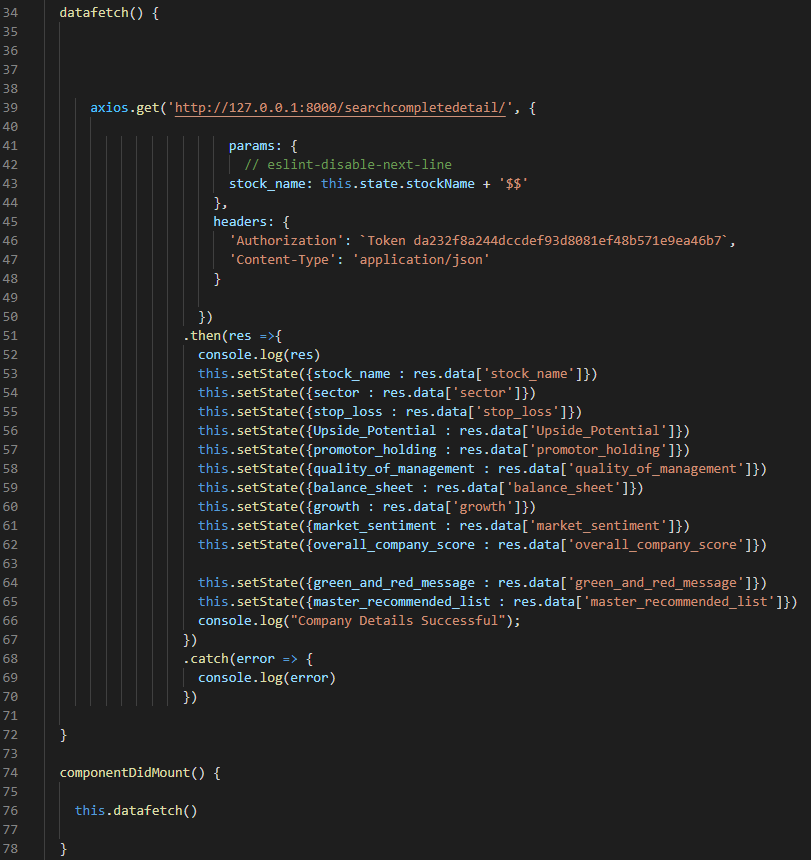 34 datafetch() {
35
36
37
38
39 axios.get('http://127.0.0.1:8000/searchcompletedetail/', {
40
41 params: {
42 // eslint-disable-next-line
43 stock_name: this.state.stockName + '$$'
44 },
45 headers: {
46 'Authorization': `Token da232f8a244dccdef93d8081ef48b571e9ea46b7`,
47 'Content-Type': 'application/json'
48 }
49
50 })
51 .then(res =>{
52 console.log(res)
53 this.setState({stock_name : res.data['stock_name']})
54 this.setState({sector : res.data['sector']})
55 this.setState({stop_loss : res.data['stop_loss']})
56 this.setState({Upside_Potential : res.data['Upside_Potential']})
57 this.setState({promotor_holding : res.data['promotor_holding']})
58 this.setState({quality_of_management : res.data['quality_of_management']})
59 this.setState({balance_sheet : res.data['balance_sheet']})
60 this.setState({growth : res.data['growth']})
61 this.setState({market_sentiment : res.data['market_sentiment']})
62 this.setState({overall_company_score : res.data['overall_company_score']})
63
64 this.setState({green_and_red_message : res.data['green_and_red_message']})
65 this.setState({master_recommended_list : res.data['master_recommended_list']})
66 console.log("Company Details Successful");
67 })
68 .catch(error => {
69 console.log(error)
70 })
71
72 }
73
74 componentDidMount() {
75
76 this.datafetch()
77
78 }